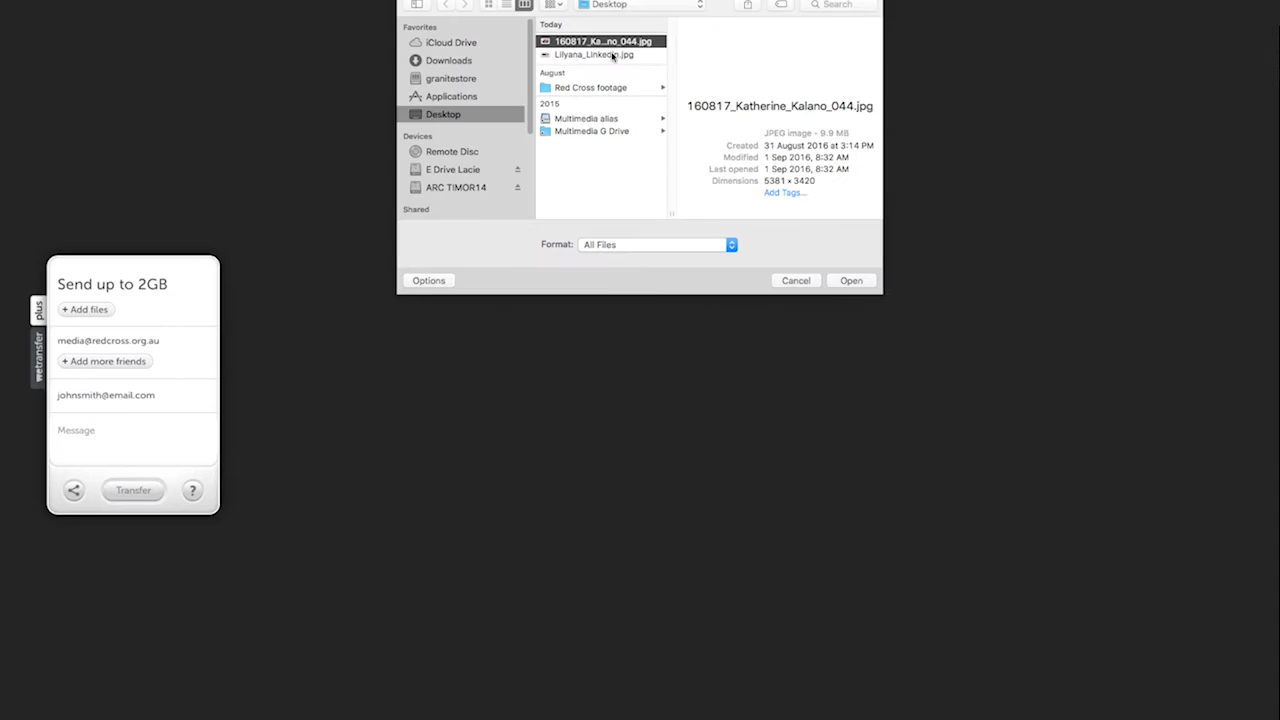 Desktop
Search
Favorites
iCloud Drive
Downloads
granitestore
Applications
Desktop
Devices
Remote Disc
E Drive Lacie
ARC TIMOR14
Shared
Today
160817_Ka...no_044.jpg
Lilyana_LinkedIn.jpg
August
Red Cross footage
2015
Multimedia alias
Multimedia G Drive
160817_Katherine_Kalano_044.jpg
JPEG image - 9.9 MB
Created 31 August 2016 at 3:14 PM
Modified 1 Sep 2016, 8:32 AM
Last opened 1 Sep 2016, 8:32 AM
Dimensions 5381 × 3420
Add Tags...
Format: All Files
Options
Cancel
Open
Send up to 2GB
+ Add files
plus
wetransfer
media@redcross.org.au
+ Add more friends
johnsmith@email.com
Message
Transfer
?